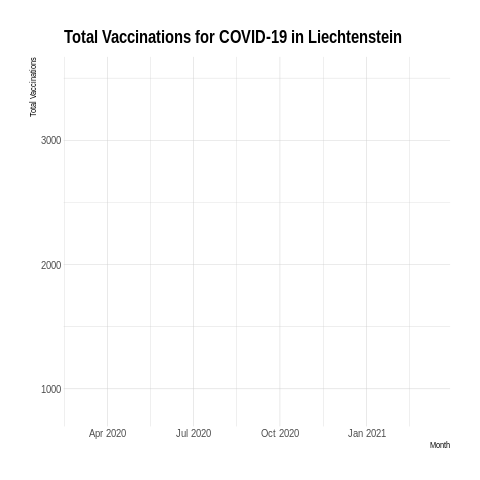 Total Vaccinations for COVID-19 in Liechtenstein
Total Vaccinations
3000
2000
1000
Apr 2020 Jul 2020 Oct 2020 Jan 2021
Month